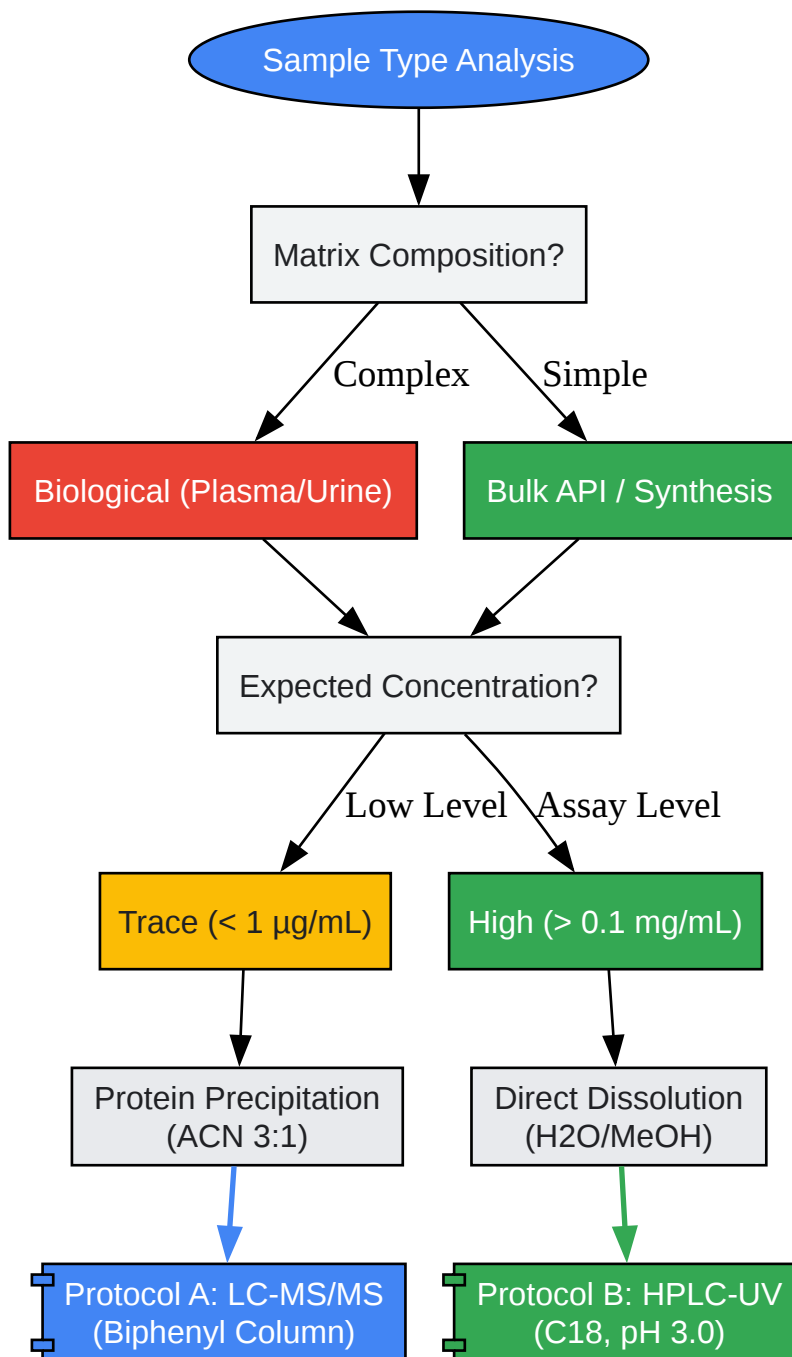 Sample Type Analysis
Matrix Composition?
Complex
Simple
Biological (Plasma/Urine)
Bulk API / Synthesis
Expected Concentration?
Low Level
Assay Level
Trace (< 1 µg/mL)
High (> 0.1 mg/mL)
Protein Precipitation
(ACN 3:1)
Direct Dissolution
(H2O/MeOH)
Protocol A: LC-MS/MS
(Biphenyl Column)
Protocol B: HPLC-UV
(C18, pH 3.0)